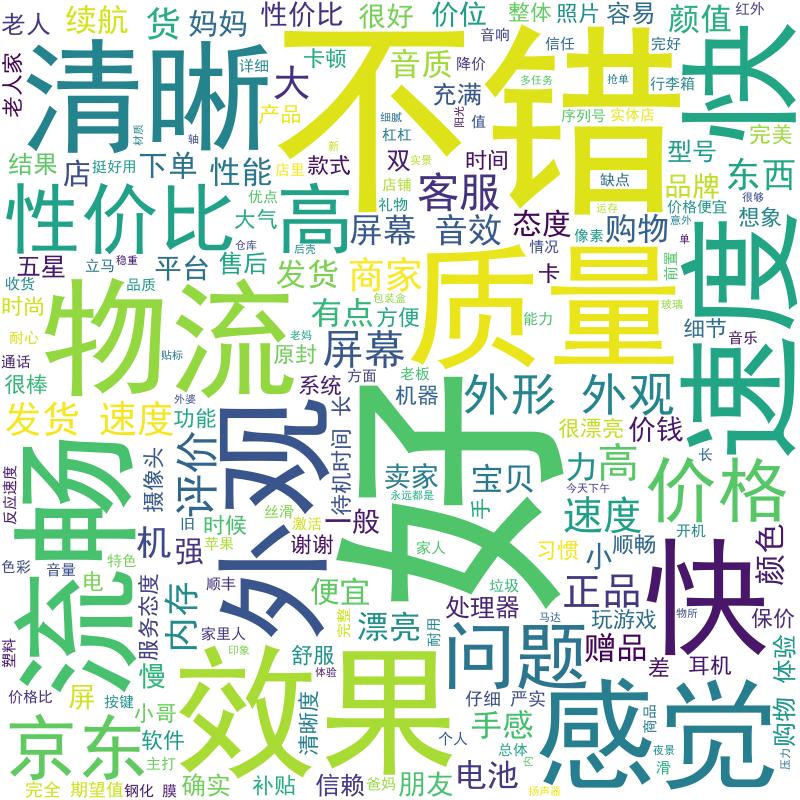 老人
续航
货
妈妈
性价比
很好
价位
整体
照片
容易
颜值
红外
老人家
清晰
详细
大
卡顿
音质
音响
降价
信任
完好
不错
多任务
抢单
行李箱
快
产品
充满
细腻
值
序列号
实体店
完美
材质
轴
杠杠
阳光
新
结果
挺好用
下单
店
性能
店里
款式
双
实景
时间
缺点
型号
东西
优点
店铺
客服
品牌
很够
性价比
大气
高
礼物
运存
价格便宜
想象
屏幕
音效
态度
购物
意外
仓库
后壳
像素
单
五星
立马
稳重
平台
售后
情况
前置
收货
品质
发货
商家
卡
质量
速度
时尚
物流
包装盒
有点
方便
能力
玻璃
耐心
贴标
老妈
细节
音乐
通话
原封
屏幕
老板
很棒
系统
方面
机器
外形
外观
外婆
发货
速度
功能
外观
长
待机时间
好
很漂亮
价钱
长
流畅
摄像头
评价
卖家
宝贝
力
高
价格
反应速度
永远都是
今天下午
丝滑
手
时候
激活
一般
速度
开机
机
强
苹果
谢谢
家人
习惯
小
顺畅
快
颜色
色彩
音量
特色
电
服务态度
内存
顺丰
便宜
垃圾
正品
物所
处理器
玩游戏
保价
家里人
完整
漂亮
耐用
马达
印象
塑料
慢
效果
舒服
体验
问题
赠品
差
耳机
体验
价格比
按键
屏
清晰度
仔细
严实
感觉
商品
购物
京东
小哥
软件
手感
个人
总体
夜景
主打
内
滑
压力
完全
期望值
钢化
膜
确实
补贴
信赖
爸妈
朋友
电池
扬声器